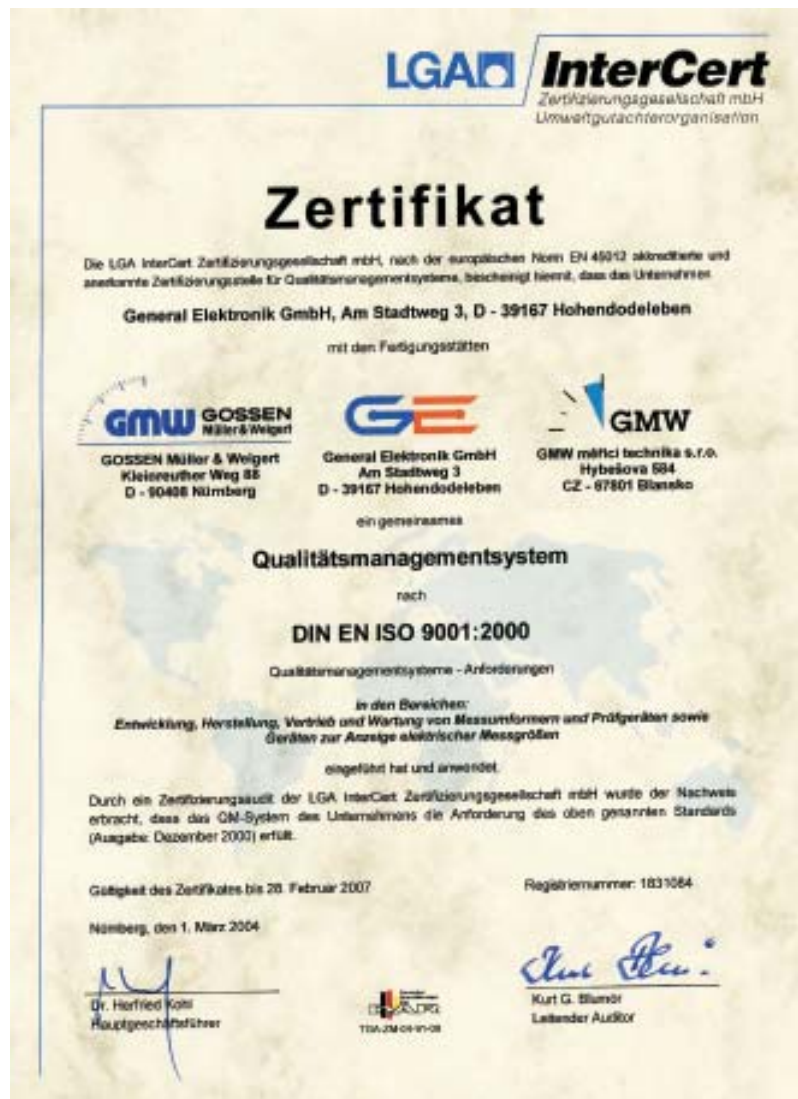 LGA InterCert
Zertifizierungsgesellschaft mbH
Umweltgutachterorganisation
Zertifikat
Die LGA InterCert Zertifizierungsgesellschaft mbH, nach der europäischen Norm EN 45012 akkreditierte und
anerkannte Zertifizierungsstelle für Qualitätsmanagementsysteme, bescheinigt hiermit, dass das Unternehmen
General Elektronik GmbH, Am Stadtweg 3, D - 39167 Hohendodeleben
mit den Fertigungsstätten
GMW GOSSEN
Müller & Weigert
GE
GMW
GOSSEN Müller & Weigert
Kleinreuther Weg 88
D - 90408 Nürnberg
General Elektronik GmbH
Am Stadtweg 3
D - 39167 Hohendodeleben
GMW měřicí technika s.r.o.
Hybešova 584
CZ - 67801 Blansko
ein gemeinsames
Qualitätsmanagementsystem
nach
DIN EN ISO 9001:2000
Qualitätsmanagementsysteme - Anforderungen
in den Bereichen:
Entwicklung, Herstellung, Vertrieb und Wartung von Messumformern und Prüfgeräten sowie
Geräten zur Anzeige elektrischer Messgrößen
eingeführt hat und anwendet.
Durch ein Zertifizierungsaudit der LGA InterCert Zertifizierungsgesellschaft mbH wurde der Nachweis
erbracht, dass das QM-System des Unternehmens die Anforderung des oben genannten Standards
(Ausgabe: Dezember 2000) erfüllt.
Gültigkeit des Zertifikates bis 28. Februar 2007
Registriernummer: 1831064
Nürnberg, den 1. März 2004
Dr. Herfried Kohl
Hauptgeschäftsführer
Kurt G. Blumör
Leitender Auditor